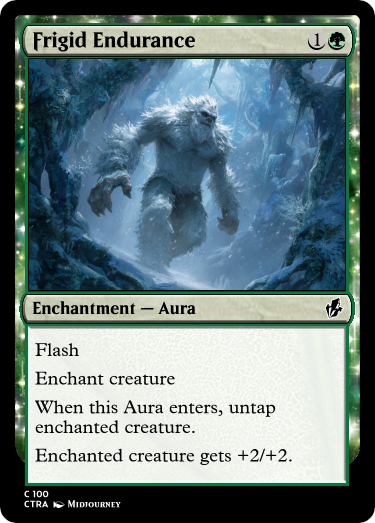 Frigid Endurance 1
Enchantment — Aura
Flash
Enchant creature
When this Aura enters, untap
enchanted creature.
Enchanted creature gets +2/+2.
C 100
CTRA Midjourney